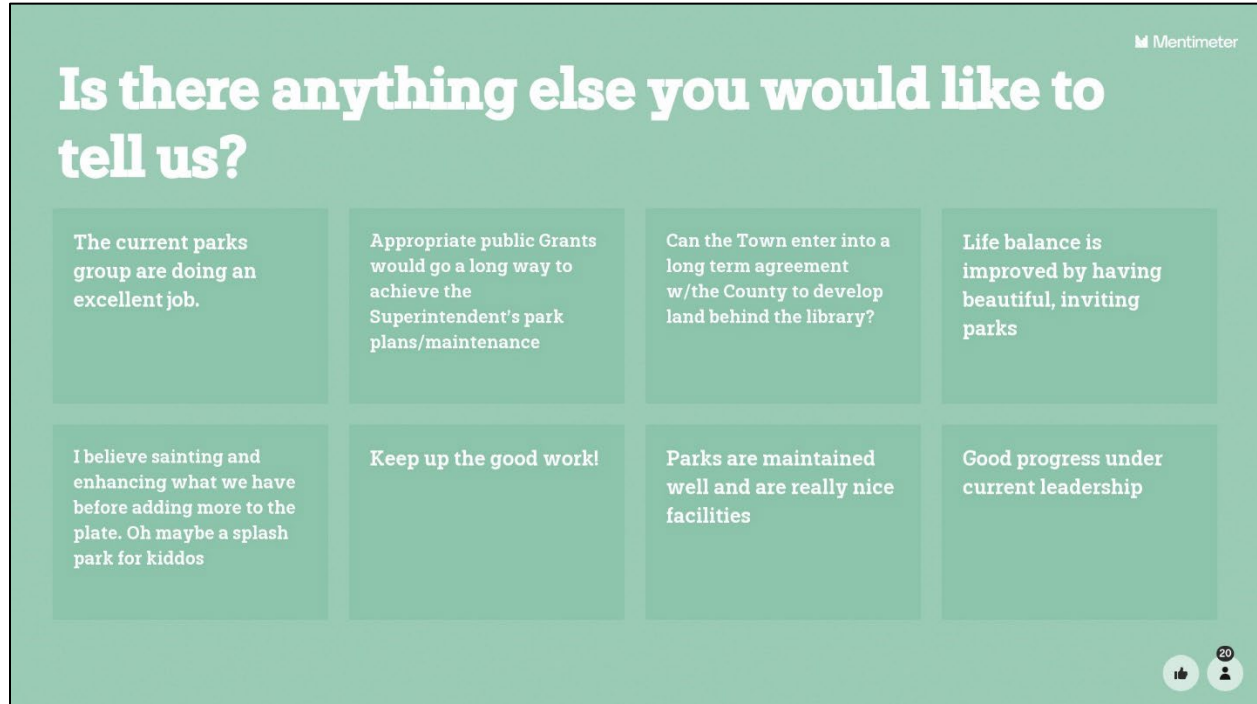 Mentimeter
Is there anything else you would like to
tell us?
The current parks
group are doing an
excellent job.
Appropriate public Grants
would go a long way to
achieve the
Superintendent's park
plans/maintenance
Can the Town enter into a
long term agreement
w/the County to develop
land behind the library?
Life balance is
improved by having
beautiful, inviting
parks
I believe sainting and
enhancing what we have
before adding more to the
plate. Oh maybe a splash
park for kiddos
Keep up the good work!
Parks are maintained
well and are really nice
facilities
Good progress under
current leadership
20